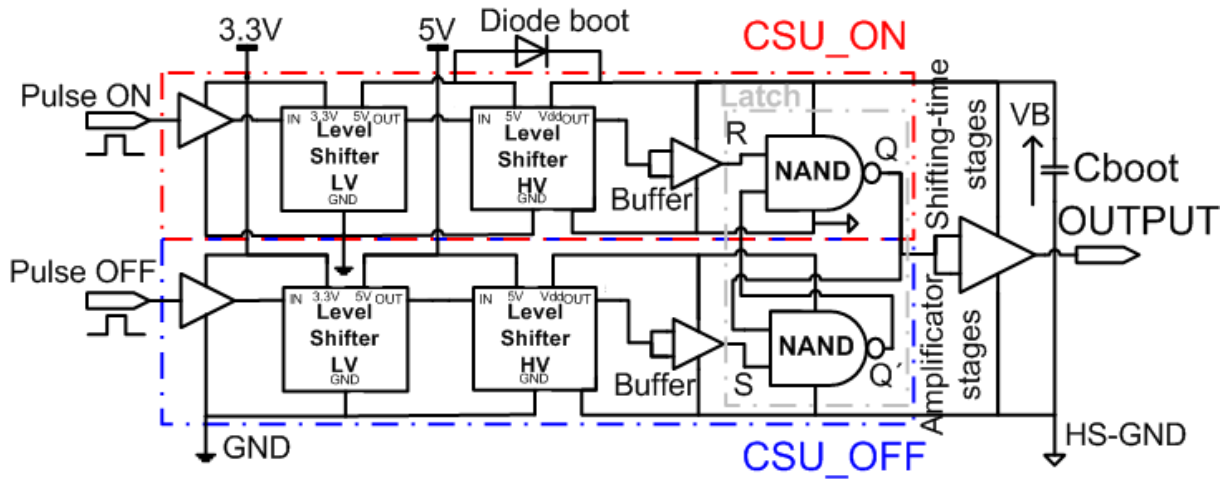 3.3V
5V
Diode boot
CSU_ON
Pulse ON
IN 3.3V 5V OUT
Level
Shifter
LV
GND
IN 5V Vdd OUT
Level
Shifter
HV
GND
Buffer
Latch
R
NAND
Q
Shifting-time
stages
VB
Cboot
OUTPUT
Pulse OFF
IN 3.3V 5V OUT
Level
Shifter
LV
GND
IN 5V Vdd OUT
Level
Shifter
HV
GND
Buffer
S
NAND
Q´
Amplificator
stages
GND
CSU_OFF
HS-GND